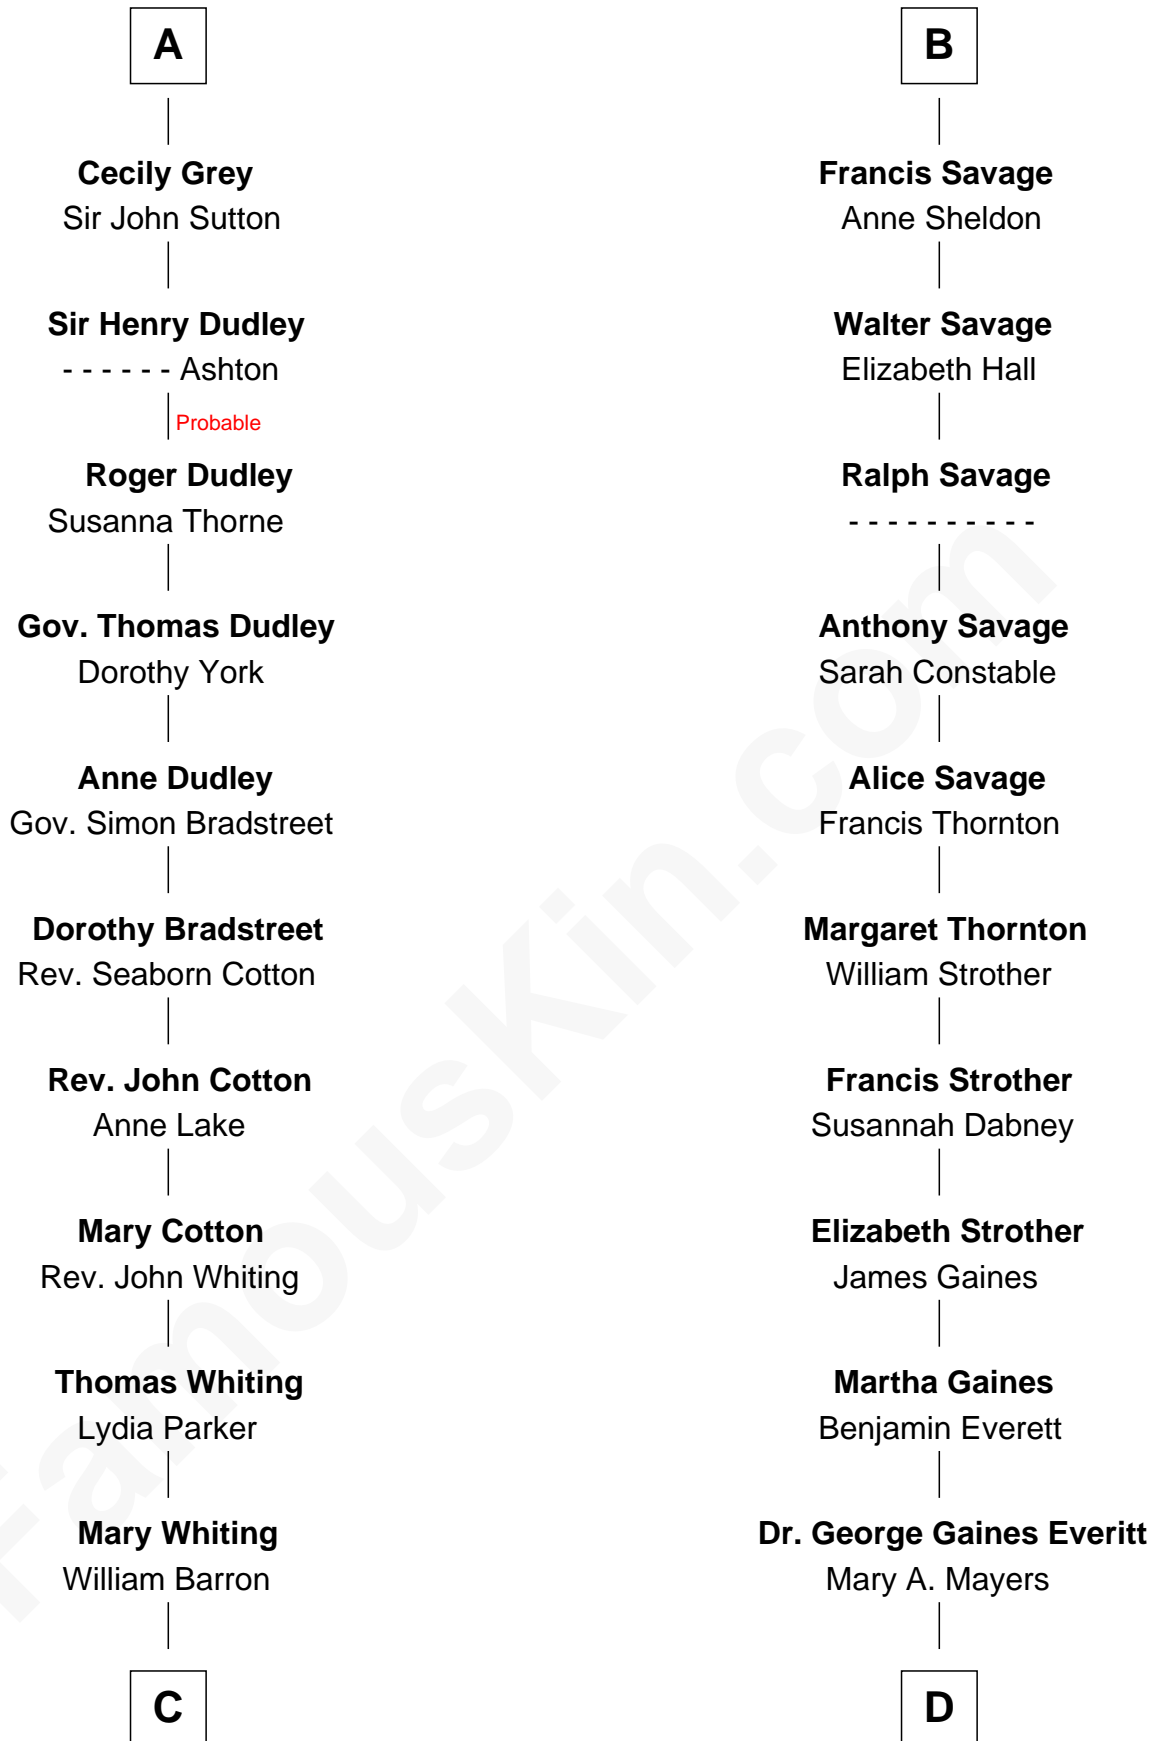 A
Cecily Grey
Sir John Sutton
Sir Henry Dudley
- - - - - - Ashton
Probable
Roger Dudley
Susanna Thorne
Gov. Thomas Dudley
Dorothy York
Anne Dudley
Gov. Simon Bradstreet
Dorothy Bradstreet
Rev. Seaborn Cotton
Rev. John Cotton
Anne Lake
Mary Cotton
Rev. John Whiting
Thomas Whiting
Lydia Parker
Mary Whiting
William Barron
C
B
Francis Savage
Anne Sheldon
Walter Savage
Elizabeth Hall
Ralph Savage
- - - - - - - - - -
Anthony Savage
Sarah Constable
Alice Savage
Francis Thornton
Margaret Thornton
William Strother
Francis Strother
Susannah Dabney
Elizabeth Strother
James Gaines
Martha Gaines
Benjamin Everett
Dr. George Gaines Everitt
Mary A. Mayers
D
FamousKin.com